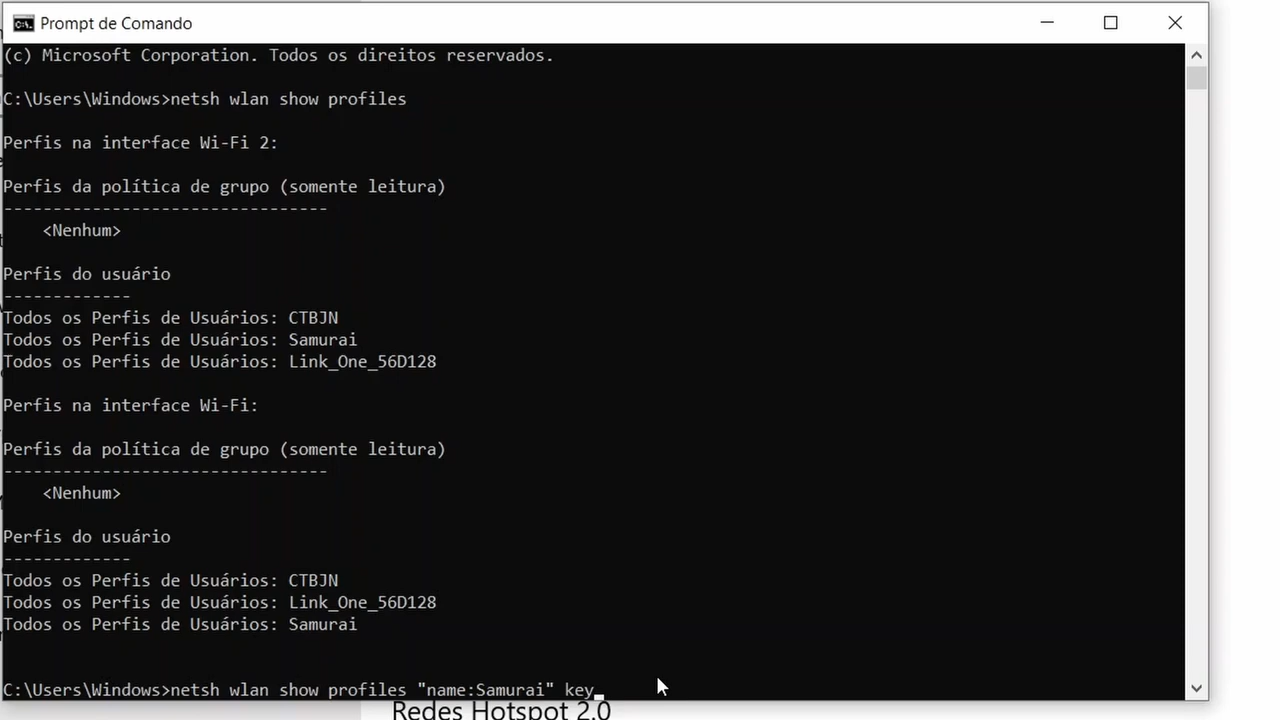 Prompt de Comando
(c) Microsoft Corporation. Todos os direitos reservados.
C:\Users\Windows>netsh wlan show profiles
Perfis na interface Wi-Fi 2:
Perfis da política de grupo (somente leitura)
---------------------------------
<Nenhum>
Perfis do usuário
-------------
Todos os Perfis de Usuários: CTBJN
Todos os Perfis de Usuários: Samurai
Todos os Perfis de Usuários: Link_One_56D128
Perfis na interface Wi-Fi:
Perfis da política de grupo (somente leitura)
---------------------------------
<Nenhum>
Perfis do usuário
-------------
Todos os Perfis de Usuários: CTBJN
Todos os Perfis de Usuários: Link_One_56D128
Todos os Perfis de Usuários: Samurai
C:\Users\Windows>netsh wlan show profiles "name:Samurai" key
Redes Hotspot 2.0